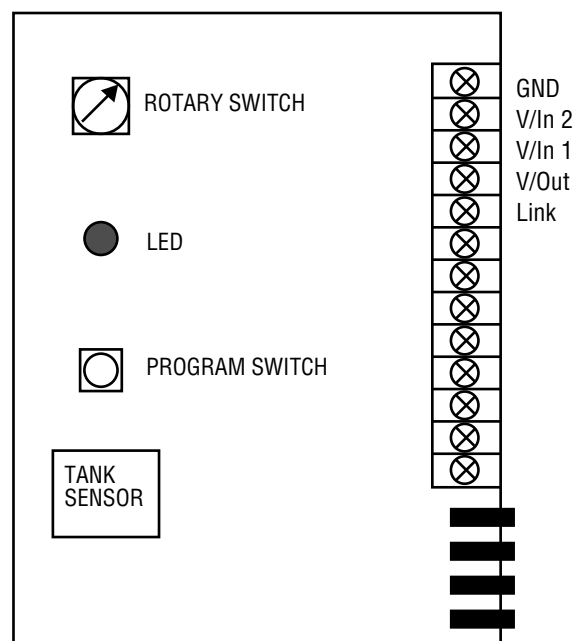 ROTARY SWITCH
GND
V/In 2
V/In 1
V/Out
Link
LED
PROGRAM SWITCH
TANK
SENSOR